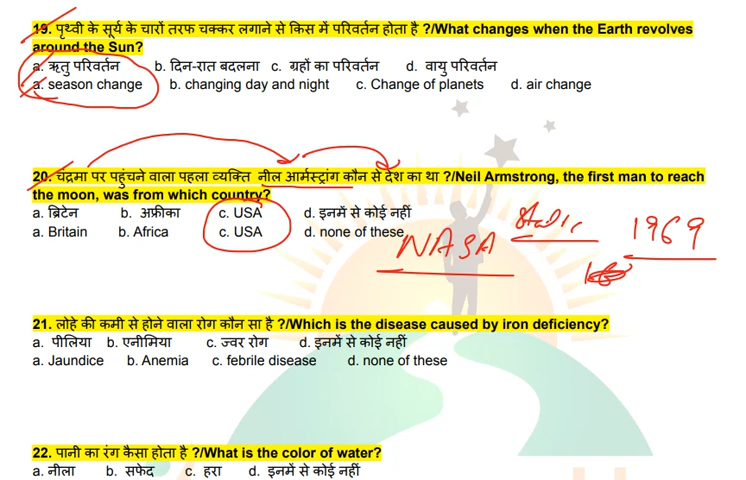 19. पृथ्वी के सूर्य के चारों तरफ चक्कर लगाने से किस में परिवर्तन होता है ?/What changes when the Earth revolves
around the Sun?
a. ऋतु परिवर्तन b. दिन-रात बदलना c. ग्रहों का परिवर्तन d. वायु परिवर्तन
a. season change b. changing day and night c. Change of planets d. air change
20. चंद्रमा पर पहुंचने वाला पहला व्यक्ति नील आर्मस्ट्रांग कौन से देश का था ?/Neil Armstrong, the first man to reach
the moon, was from which country?
a. ब्रिटेन b. अफ्रीका c. USA d. इनमें से कोई नहीं
a. Britain b. Africa c. USA d. none of these
NASA 1969
21. लोहे की कमी से होने वाला रोग कौन सा है ?/Which is the disease caused by iron deficiency?
a. पीलिया b. एनीमिया c. ज्वर रोग d. इनमें से कोई नहीं
a. Jaundice b. Anemia c. febrile disease d. none of these
22. पानी का रंग कैसा होता है ?/What is the color of water?
a. नीला b. सफेद c. हरा d. इनमें से कोई नहीं